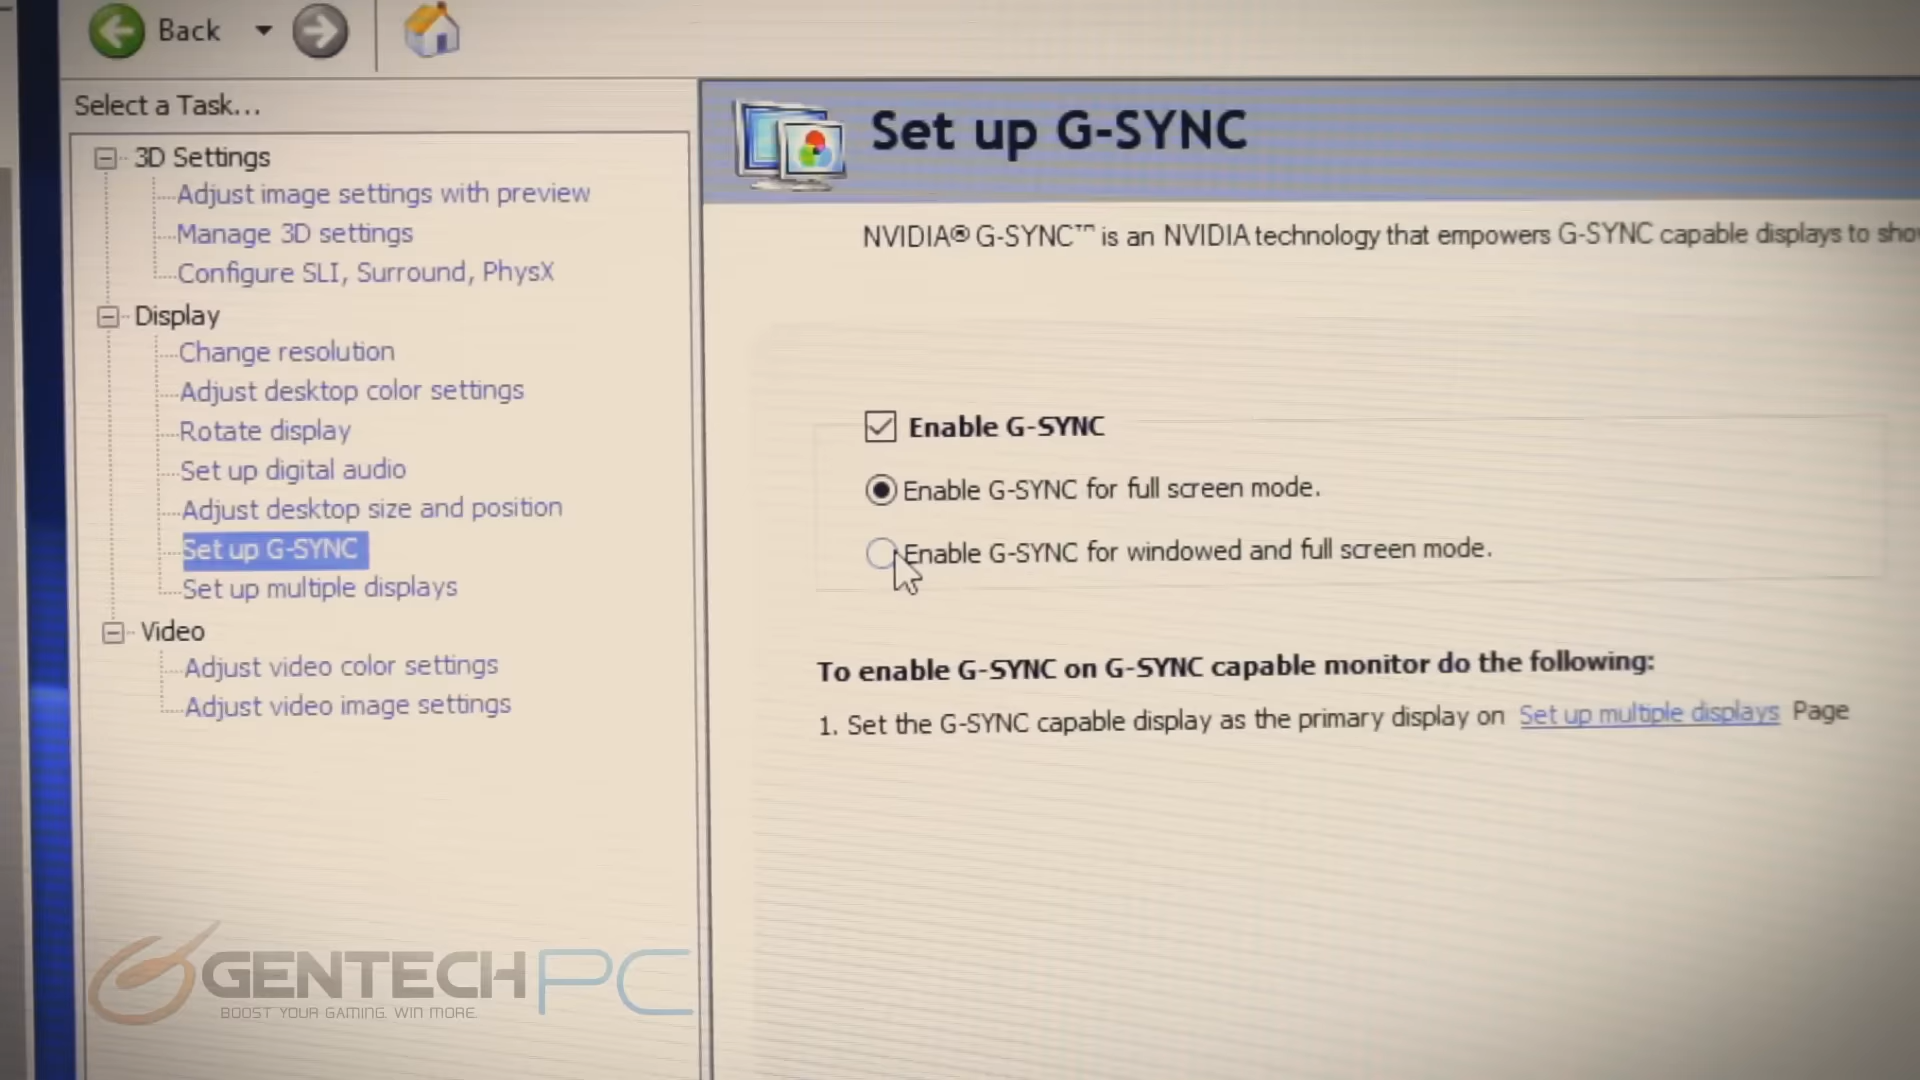 Back
Select a Task...
3D Settings
Adjust image settings with preview
Manage 3D settings
Configure SLI, Surround, PhysX
Display
Change resolution
Adjust desktop color settings
Rotate display
Set up digital audio
Adjust desktop size and position
Set up G-SYNC
Set up multiple displays
Video
Adjust video color settings
Adjust video image settings
Set up G-SYNC
NVIDIA® G-SYNC™ is an NVIDIA technology that empowers G-SYNC capable displays to
Enable G-SYNC
Enable G-SYNC for full screen mode.
Enable G-SYNC for windowed and full screen mode.
To enable G-SYNC on G-SYNC capable monitor do the following:
1. Set the G-SYNC capable display as the primary display on Set up multiple displays Page
GENTECH PC
BOOST YOUR GAMING. WIN MORE.